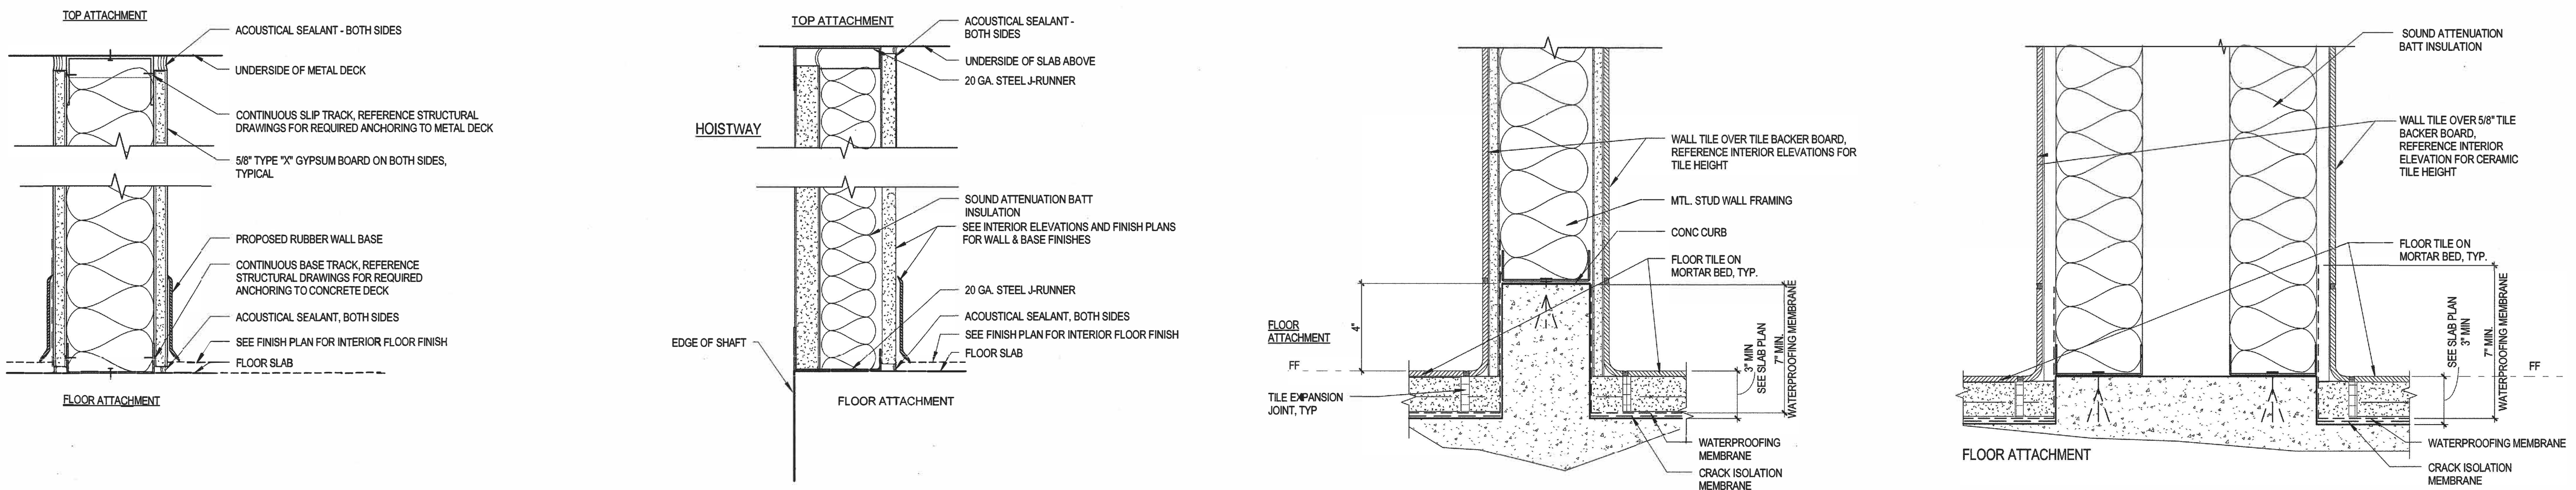 TOP ATTACHMENT
ACOUSTICAL SEALANT - BOTH SIDES
UNDERSIDE OF METAL DECK
CONTINUOUS SLIP TRACK, REFERENCE STRUCTURAL
DRAWINGS FOR REQUIRED ANCHORING TO METAL DECK
5/8" TYPE "X" GYPSUM BOARD ON BOTH SIDES,
TYPICAL
PROPOSED RUBBER WALL BASE
CONTINUOUS BASE TRACK, REFERENCE
STRUCTURAL DRAWINGS FOR REQUIRED
ANCHORING TO CONCRETE DECK
ACOUSTICAL SEALANT, BOTH SIDES
SEE FINISH PLAN FOR INTERIOR FLOOR FINISH
FLOOR SLAB
FLOOR ATTACHMENT
TOP ATTACHMENT
ACOUSTICAL SEALANT -
BOTH SIDES
UNDERSIDE OF SLAB ABOVE
20 GA. STEEL J-RUNNER
HOISTWAY
SOUND ATTENUATION BATT
INSULATION
SEE INTERIOR ELEVATIONS AND FINISH PLANS
FOR WALL & BASE FINISHES
20 GA. STEEL J-RUNNER
ACOUSTICAL SEALANT, BOTH SIDES
SEE FINISH PLAN FOR INTERIOR FLOOR FINISH
FLOOR SLAB
EDGE OF SHAFT
FLOOR ATTACHMENT
WALL TILE OVER TILE BACKER BOARD,
REFERENCE INTERIOR ELEVATIONS FOR
TILE HEIGHT
MTL. STUD WALL FRAMING
CONC CURB
FLOOR TILE ON
MORTAR BED, TYP.
4"
FLOOR
ATTACHMENT
FF
TILE EXPANSION
JOINT, TYP
3" MIN
SEE SLAB PLAN
7" MIN.
WATERPROOFING MEMBRANE
WATERPROOFING
MEMBRANE
CRACK ISOLATION
MEMBRANE
SOUND ATTENUATION
BATT INSULATION
WALL TILE OVER 5/8" TILE
BACKER BOARD,
REFERENCE INTERIOR
ELEVATION FOR CERAMIC
TILE HEIGHT
FLOOR TILE ON
MORTAR BED, TYP.
SEE SLAB PLAN
3" MIN
7" MIN.
WATERPROOFING MEMBRANE
FF
WATERPROOFING MEMBRANE
CRACK ISOLATION
MEMBRANE
FLOOR ATTACHMENT